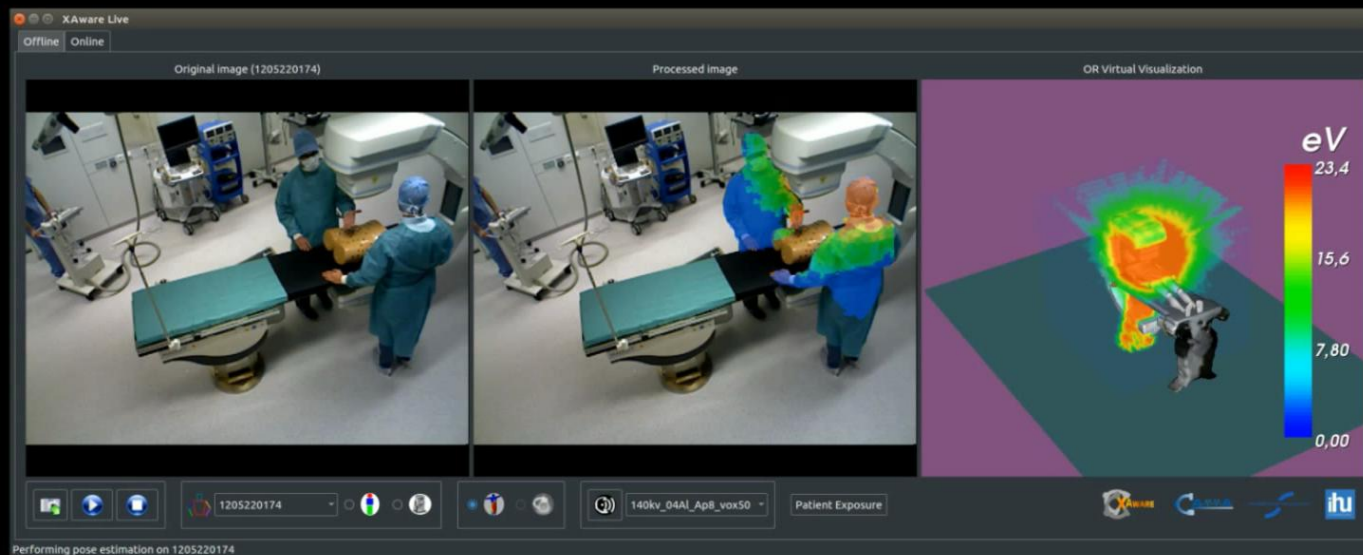 XAware Live
Offline Online
Original image (1205220174)
Processed image
OR Virtual Visualization
eV
23,4
15,6
7,80
0,00
1205220174
140kv_04Al_Ap8_vox50
Patient Exposure
XAWARE
ihu
Performing pose estimation on 1205220174